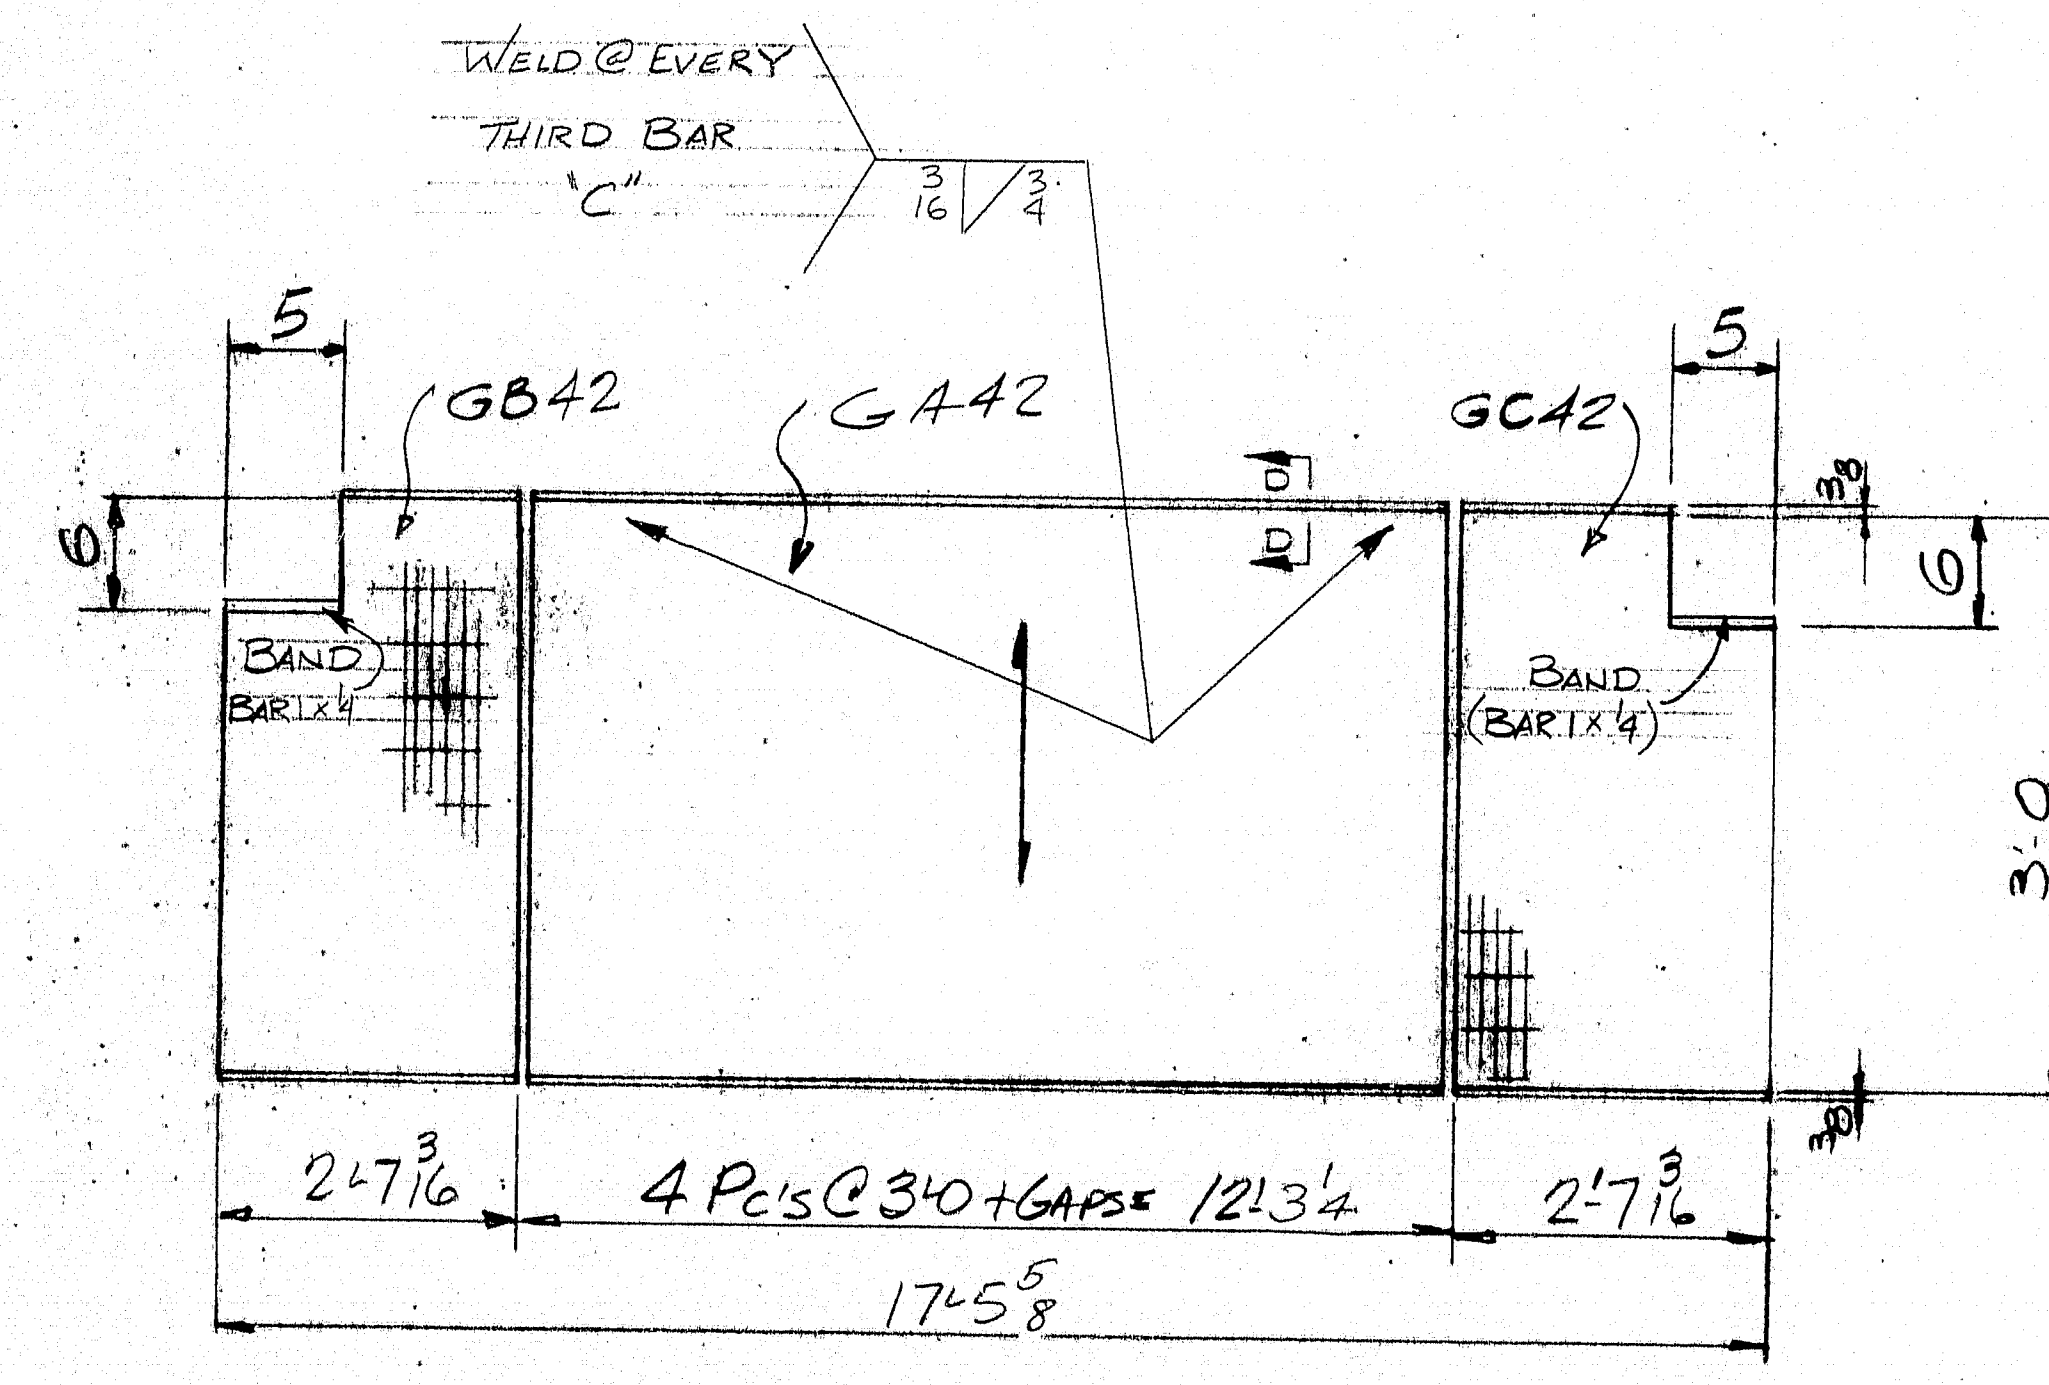 WELD @ EVERY
THIRD BAR
"C"
3/16 3/4
5
5
GB42
GA42
GC42
D
D
3/8
6
6
BAND
BAR 1 x 1/4
BAND
(BAR 1 x 1/4)
3'-0
3/8
2'-7 3/16
4 PC'S @ 3'-0 + GAPS = 12'-3 1/4
2'-7 3/16
17'-5 5/8